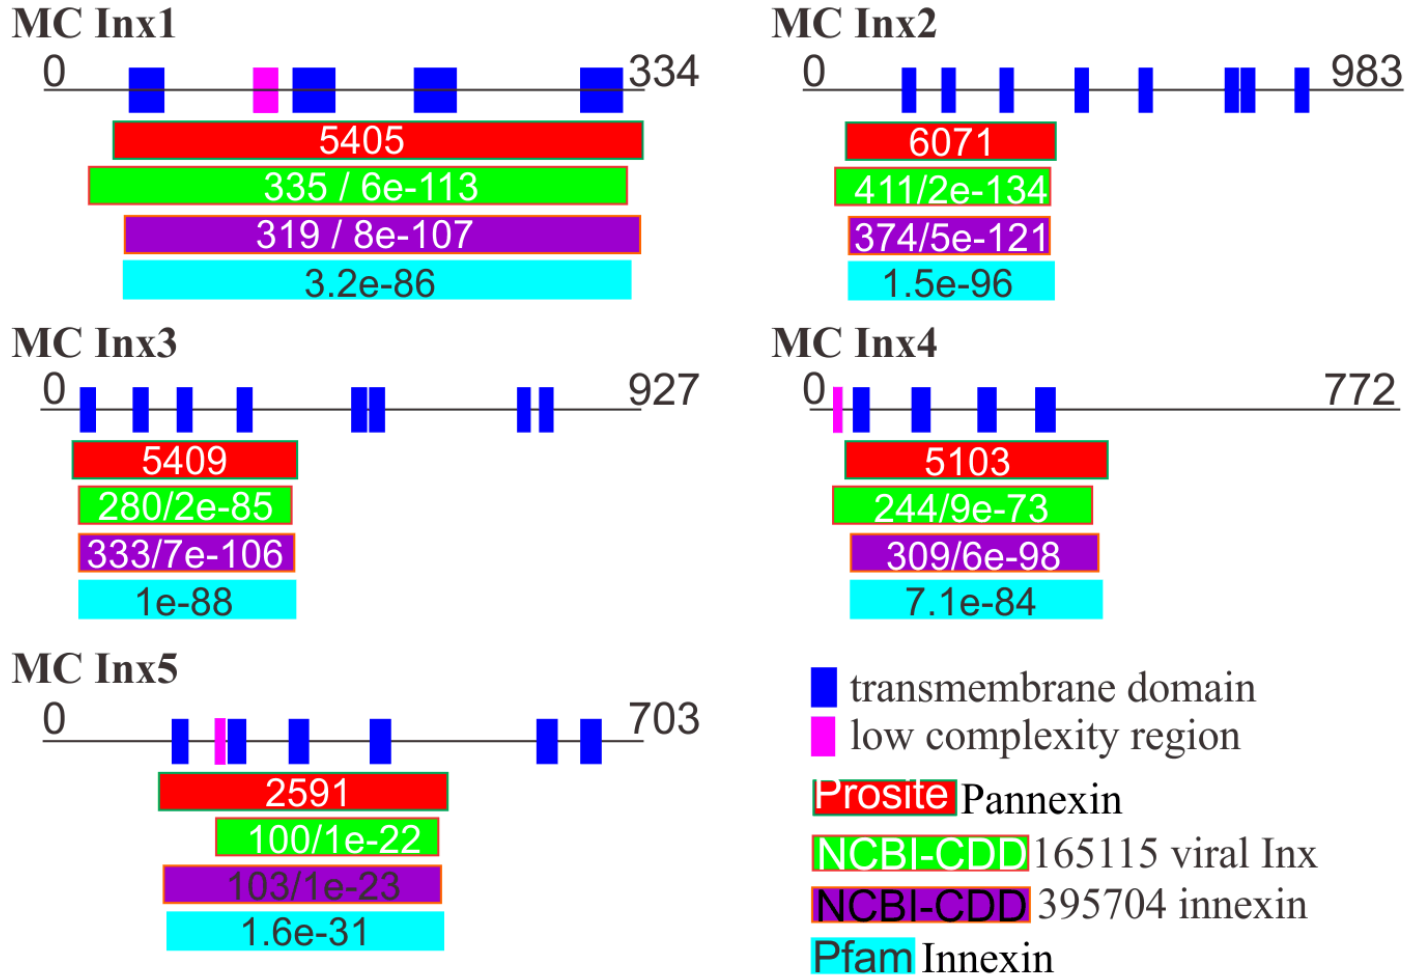 MC Inx1
0 334
5405
335 / 6e-113
319 / 8e-107
3.2e-86
MC Inx2
0 983
6071
411/2e-134
374/5e-121
1.5e-96
MC Inx3
0 927
5409
280/2e-85
333/7e-106
1e-88
MC Inx4
0 772
5103
244/9e-73
309/6e-98
7.1e-84
MC Inx5
0 703
2591
100/1e-22
103/1e-23
1.6e-31
transmembrane domain
low complexity region
Prosite Pannexin
NCBI-CDD 165115 viral Inx
NCBI-CDD 395704 innexin
Pfam Innexin